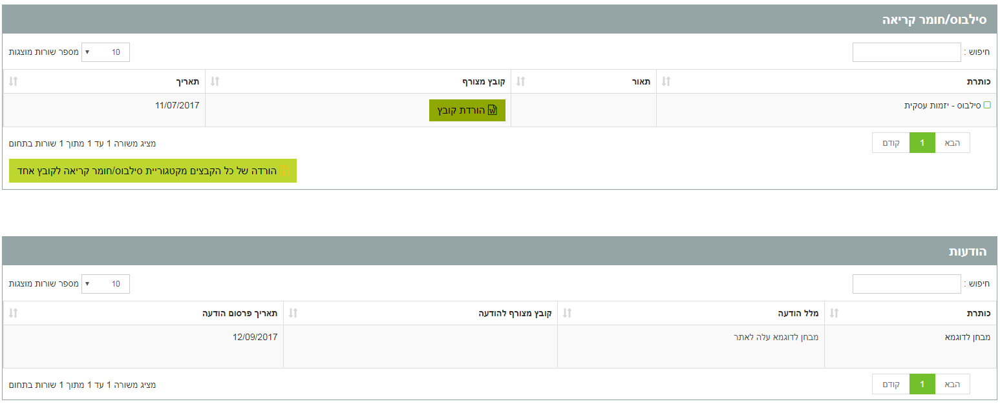 סילבוס/חומר קריאה
חיפוש : 10 מספר שורות מוצגות
כותרת תאור קובץ מצורף תאריך
סילבוס - יזמות עסקית הורדת קובץ 11/07/2017
הבא 1 קודם מציג משורה 1 עד 1 מתוך 1 שורות בתחום
הורדה של כל הקבצים מקטגוריית סילבוס/חומר קריאה לקובץ אחד
הודעות
חיפוש : 10 מספר שורות מוצגות
כותרת מלל הודעה קובץ מצורף להודעה תאריך פרסום הודעה
מבחן לדוגמא מבחן לדוגמא עלה לאתר 12/09/2017
הבא 1 קודם מציג משורה 1 עד 1 מתוך 1 שורות בתחום